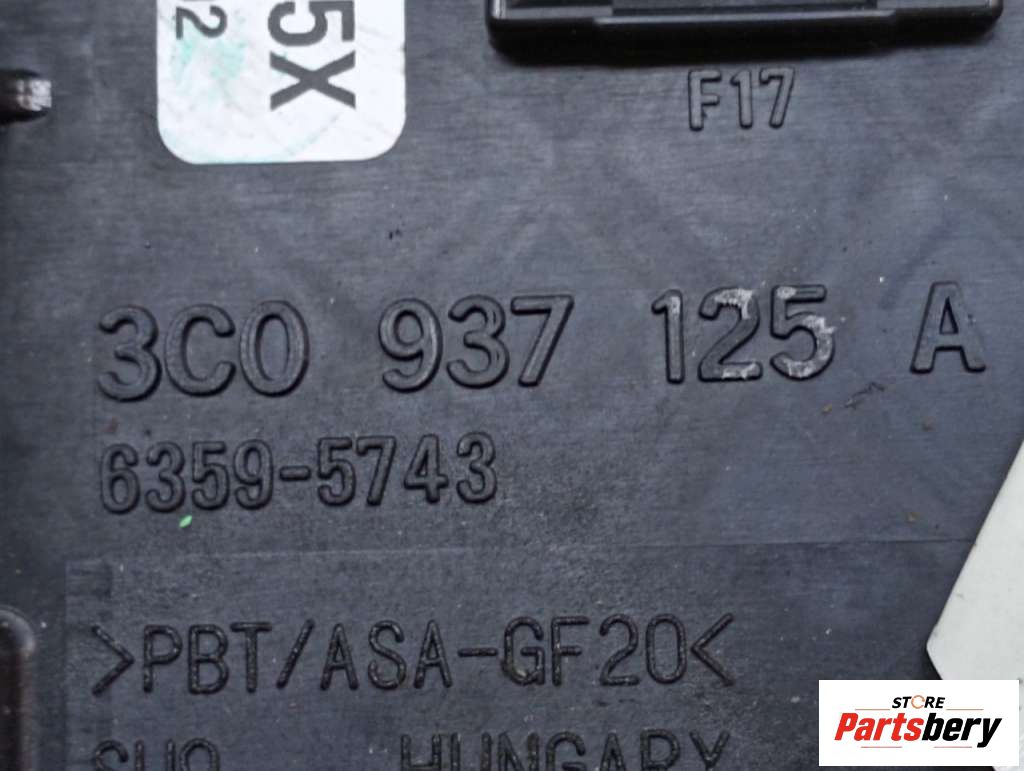 5X
F17
3C0 937 125 A
6359-5743
>PBT/ASA-GF20<
HUNGARY
STORE
Partsbery